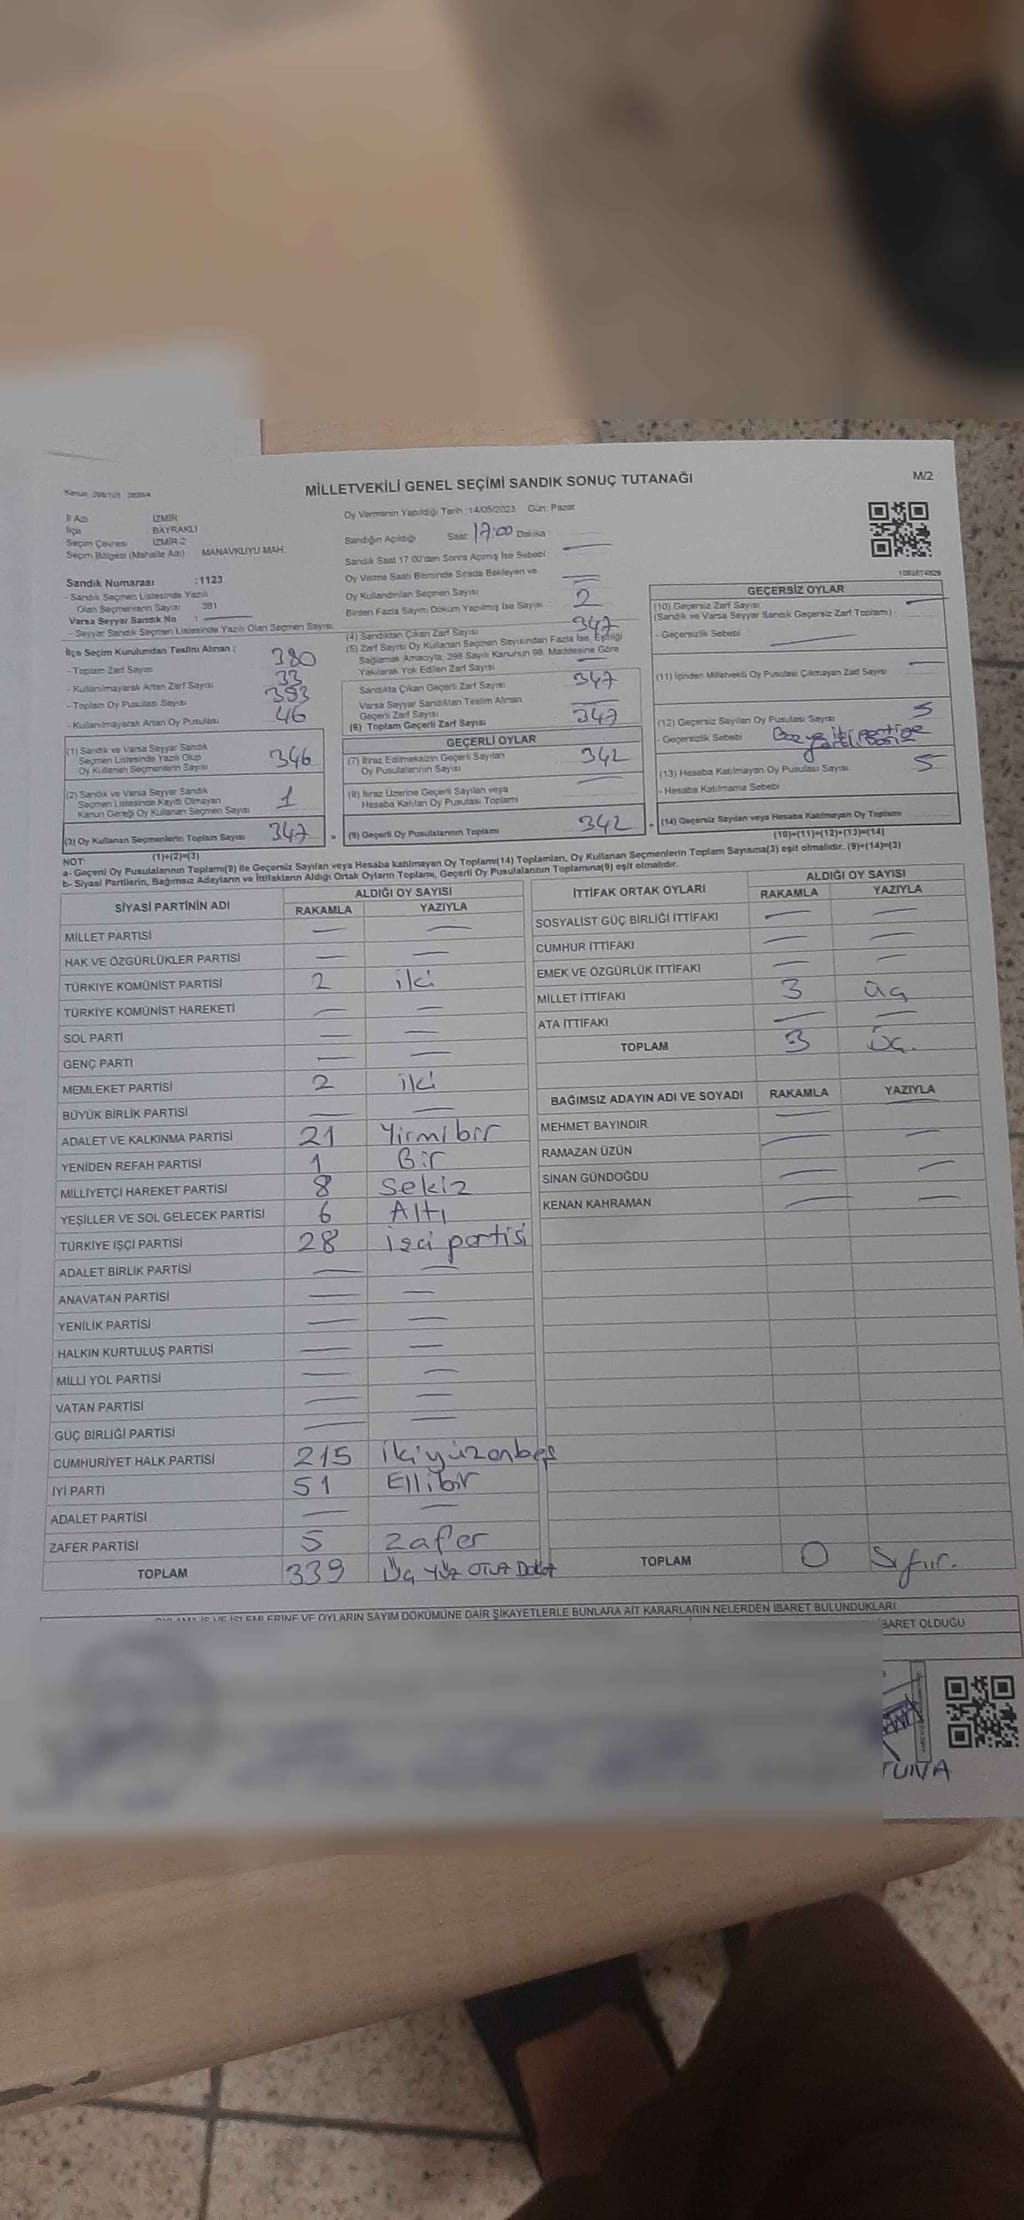 Kanun: 298/105 : 2839/4
MİLLETVEKİLİ GENEL SEÇİMİ SANDIK SONUÇ TUTANAĞI
M/2
İl Adı : İZMİR
İlçe : BAYRAKLI
Seçim Çevresi : İZMİR-2
Seçim Bölgesi (Mahalle Adı) MANAVKUYU MAH.
Sandık Numarası :1123
- Sandık Seçmen Listesinde Yazılı
Olan Seçmenlerin Sayısı : 381
Varsa Seyyar Sandık No :
- Seyyar Sandık Seçmen Listesinde Yazılı Olan Seçmen Sayısı
İlçe Seçim Kurulundan Teslim Alınan :
- Toplam Zarf Sayısı 380
- Kullanılmayarak Artan Zarf Sayısı 33
- Toplam Oy Pusulası Sayısı 393
- Kullanılmayarak Artan Oy Pusulası 46
(1) Sandık ve Varsa Seyyar Sandık
Seçmen Listesinde Yazılı Olup
Oy Kullanan Seçmenlerin Sayısı 346
(2) Sandık ve Varsa Seyyar Sandık
Seçmen Listesinde Kaydı Olmayan
Kanun Gereği Oy Kullanan Seçmen Sayısı 1
(3) Oy Kullanan Seçmenlerin Toplam Sayısı 347
(1)+(2)=(3)
Oy Vermenin Yapıldığı Tarih :14/05/2023 Gün: Pazar
Sandığın Açıldığı Saat 17:00 Dakika
Sandık Saat 17.00'den Sonra Açılmış İse Sebebi —
Oy Verme Saati Bitiminde Sırada Bekleyen ve
Oy Kullandırılan Seçmen Sayısı —
Birden Fazla Sayım Döküm Yapılmış İse Sayısı : 2
(4) Sandıktan Çıkan Zarf Sayısı 347
(5) Zarf Sayısı Oy Kullanan Seçmen Sayısından Fazla İse, Eşitliği
Sağlamak Amacıyla, 298 Sayılı Kanunun 98. Maddesine Göre
Yakılarak Yok Edilen Zarf Sayısı —
Sandıkta Çıkan Geçerli Zarf Sayısı 347
Varsa Seyyar Sandıktan Teslim Alınan
Geçerli Zarf Sayısı —
(6) Toplam Geçerli Zarf Sayısı 347
GEÇERLİ OYLAR
(7) İtiraz Edilmeksizin Geçerli Sayılan
Oy Pusulalarının Sayısı 342
(8) İtiraz Üzerine Geçerli Sayılan veya
Hesaba Katılan Oy Pusulası Toplamı —
= (9) Geçerli Oy Pusulalarının Toplamı 342
1083574829
GEÇERSİZ OYLAR
(10) Geçersiz Zarf Sayısı —
(Sandık ve Varsa Seyyar Sandık Geçersiz Zarf Toplamı)
- Geçersizlik Sebebi —
(11) İçinden Milletvekili Oy Pusulası Çıkmayan Zarf Sayısı —
(12) Geçersiz Sayılan Oy Pusulası Sayısı 5
- Geçersizlik Sebebi
(13) Hesaba Katılmayan Oy Pusulası Sayısı 5
- Hesaba Katılmama Sebebi
+ (14) Geçersiz Sayılan veya Hesaba Katılmayan Oy Toplamı
(10)+(11)+(12)+(13)=(14)
NOT:
a- Geçerli Oy Pusulalarının Toplamı(9) ile Geçersiz Sayılan veya Hesaba katılmayan Oy Toplamı(14) Toplamları, Oy Kullanan Seçmenlerin Toplam Sayısına(3) eşit olmalıdır. (9)+(14)=(3)
b- Siyasi Partilerin, Bağımsız Adayların ve İttifakların Aldığı Ortak Oyların Toplamı, Geçerli Oy Pusulalarının Toplamına(9) eşit olmalıdır.
SİYASİ PARTİNİN ADI ALDIĞI OY SAYISI
RAKAMLA YAZIYLA
MİLLET PARTİSİ — —
HAK VE ÖZGÜRLÜKLER PARTİSİ — —
TÜRKİYE KOMÜNİST PARTİSİ 2 iki
TÜRKİYE KOMÜNİST HAREKETİ — —
SOL PARTİ — —
GENÇ PARTİ — —
MEMLEKET PARTİSİ 2 iki
BÜYÜK BİRLİK PARTİSİ — —
ADALET VE KALKINMA PARTİSİ 21 Yirmibir
YENİDEN REFAH PARTİSİ 1 Bir
MİLLİYETÇİ HAREKET PARTİSİ 8 Sekiz
YEŞİLLER VE SOL GELECEK PARTİSİ 6 Altı
TÜRKİYE İŞÇİ PARTİSİ 28 işçi partisi
ADALET BİRLİK PARTİSİ — —
ANAVATAN PARTİSİ — —
YENİLİK PARTİSİ — —
HALKIN KURTULUŞ PARTİSİ — —
MİLLİ YOL PARTİSİ — —
VATAN PARTİSİ — —
GÜÇ BİRLİĞİ PARTİSİ — —
CUMHURİYET HALK PARTİSİ 215 ikiyüzonbeş
İYİ PARTİ 51 Ellibir
ADALET PARTİSİ — —
ZAFER PARTİSİ 5 Zafer
TOPLAM 339 Üç Yüz Otuz Dokuz
İTTİFAK ORTAK OYLARI ALDIĞI OY SAYISI
RAKAMLA YAZIYLA
SOSYALİST GÜÇ BİRLİĞİ İTTİFAKI — —
CUMHUR İTTİFAKI — —
EMEK VE ÖZGÜRLÜK İTTİFAKI — —
MİLLET İTTİFAKI 3 üç
ATA İTTİFAKI — —
TOPLAM 3 üç.
BAĞIMSIZ ADAYIN ADI VE SOYADI RAKAMLA YAZIYLA
MEHMET BAYINDIR — —
RAMAZAN ÜZÜN — —
SİNAN GÜNDOĞDU — —
KENAN KAHRAMAN — —
TOPLAM 0 Sıfır.
OYLAMA İŞ VE İŞLEMLERİNE VE OYLARIN SAYIM DÖKÜMÜNE DAİR ŞİKAYETLERLE BUNLARA AİT KARARLARIN NELERDEN İBARET BULUNDUKLARI
BARET OLDUĞU
TUNA